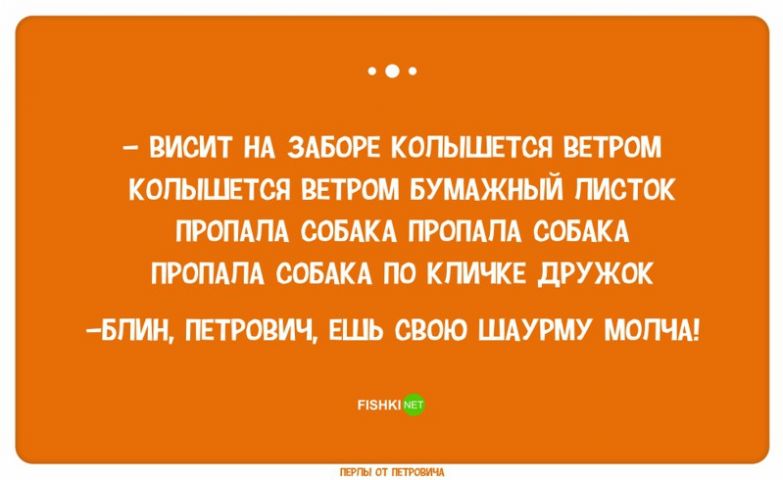 – ВИСИТ НА ЗАБОРЕ КОЛЫШЕТСЯ ВЕТРОМ
КОЛЫШЕТСЯ ВЕТРОМ БУМАЖНЫЙ ЛИСТОК
ПРОПАЛА СОБАКА ПРОПАЛА СОБАКА
ПРОПАЛА СОБАКА ПО КЛИЧКЕ ДРУЖОК
–БЛИН, ПЕТРОВИЧ, ЕШЬ СВОЮ ШАУРМУ МОЛЧА!
FISHKI NET
ПЕРЛЫ ОТ ПЕТРОВИЧА